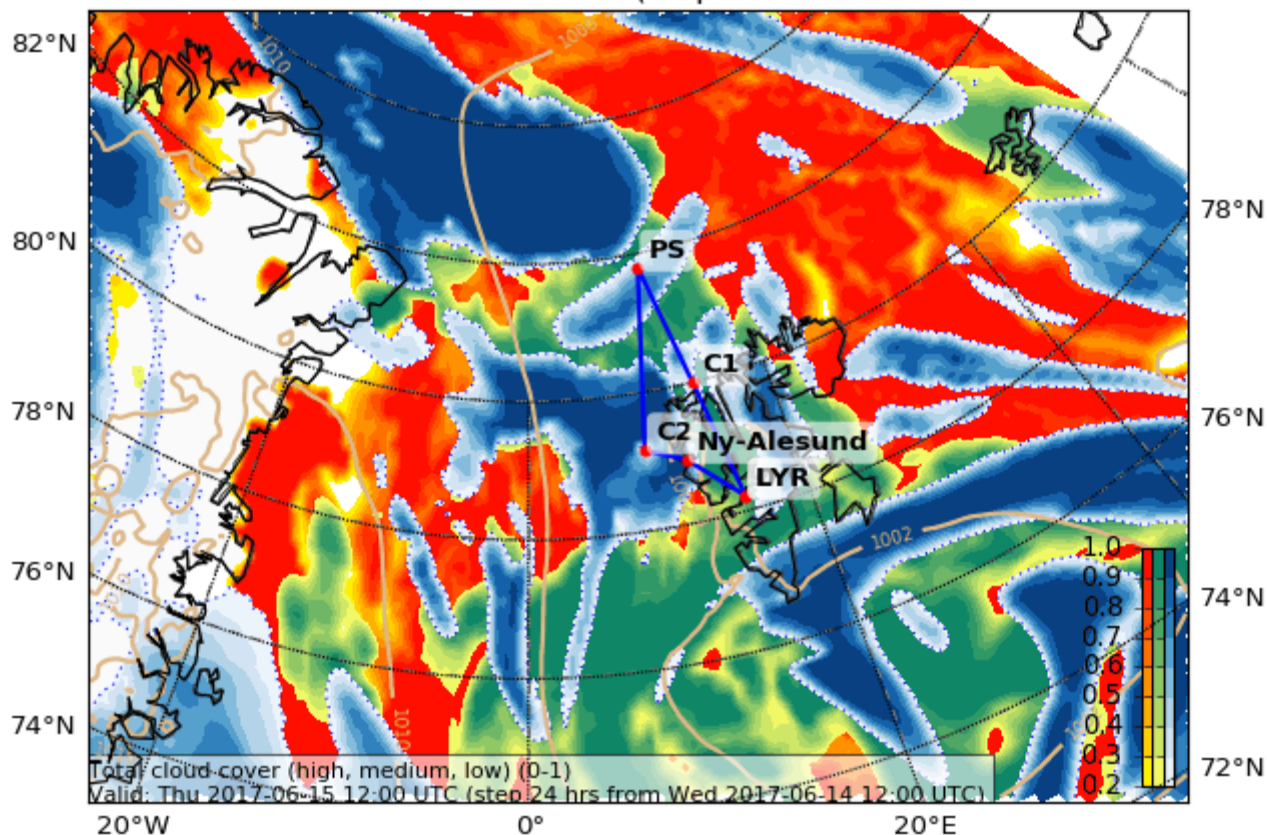 82°N
80°N
78°N
76°N
74°N
78°N
76°N
74°N
72°N
1010
1006
PS
C1
C2
Ny-Alesund
LYR
1002
1010
1.0
0.9
0.8
0.7
0.6
0.5
0.4
0.3
0.2
Total cloud cover (high, medium, low) (0-1)
Valid: Thu 2017-06-15 12:00 UTC (step 24 hrs from Wed 2017-06-14 12:00 UTC)
20°W
0°
20°E